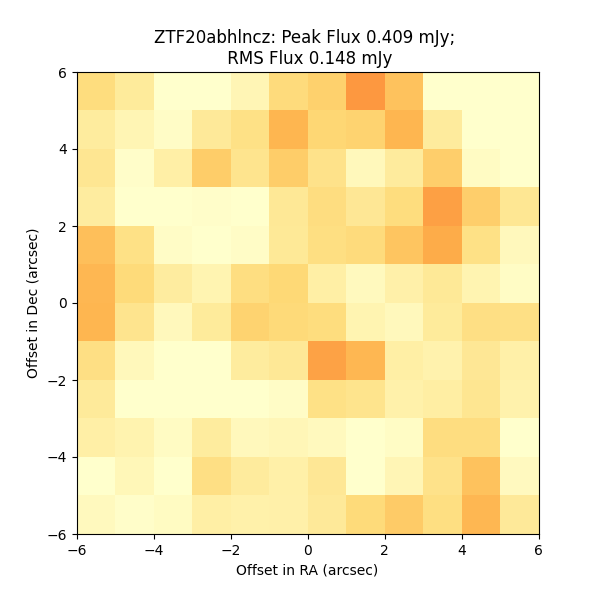 ZTF20abhlncz: Peak Flux 0.409 mJy;
RMS Flux 0.148 mJy
6
4
2
0
−2
−4
−6
Offset in Dec (arcsec)
−6 −4 −2 0 2 4 6
Offset in RA (arcsec)